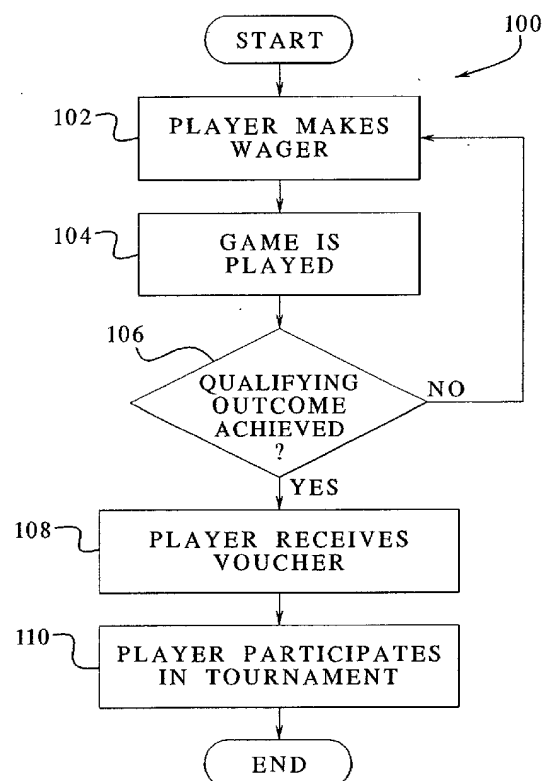 START
100
102
PLAYER MAKES
WAGER
104
GAME IS
PLAYED
106
QUALIFYING
OUTCOME
ACHIEVED
?
NO
YES
108
PLAYER RECEIVES
VOUCHER
110
PLAYER PARTICIPATES
IN TOURNAMENT
END